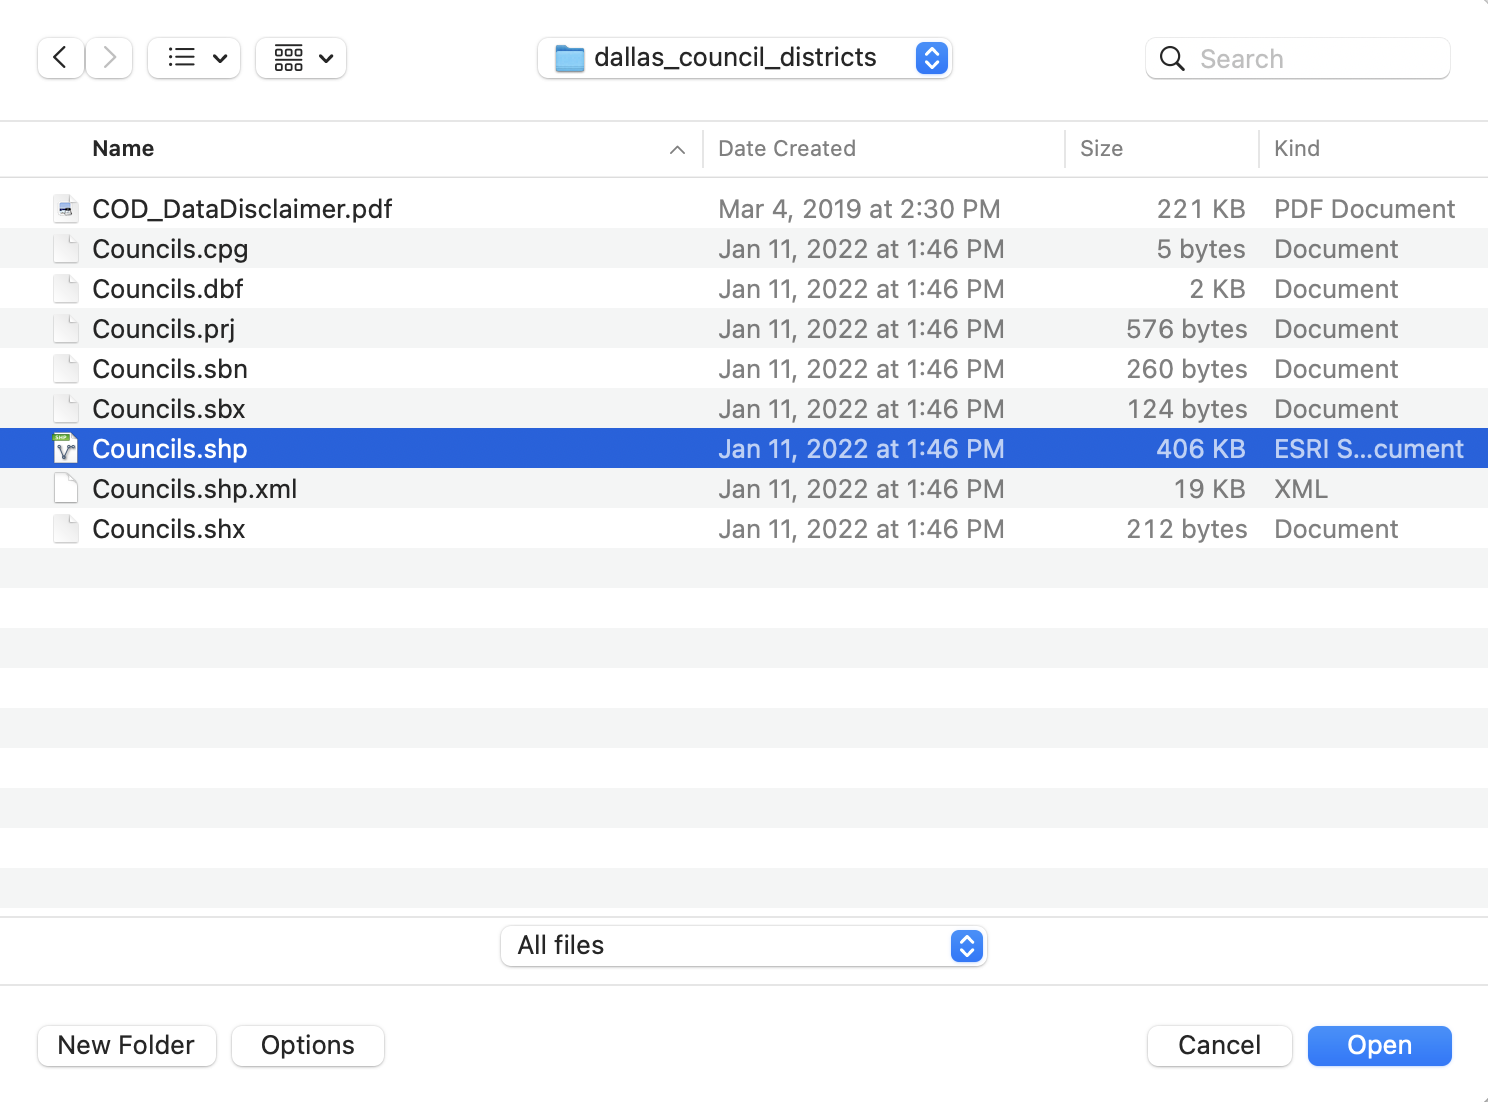 dallas_council_districts Search
Name Date Created Size Kind
COD_DataDisclaimer.pdf Mar 4, 2019 at 2:30 PM 221 KB PDF Document
Councils.cpg Jan 11, 2022 at 1:46 PM 5 bytes Document
Councils.dbf Jan 11, 2022 at 1:46 PM 2 KB Document
Councils.prj Jan 11, 2022 at 1:46 PM 576 bytes Document
Councils.sbn Jan 11, 2022 at 1:46 PM 260 bytes Document
Councils.sbx Jan 11, 2022 at 1:46 PM 124 bytes Document
SHP Councils.shp Jan 11, 2022 at 1:46 PM 406 KB ESRI S...cument
Councils.shp.xml Jan 11, 2022 at 1:46 PM 19 KB XML
Councils.shx Jan 11, 2022 at 1:46 PM 212 bytes Document
All files
New Folder Options Cancel Open